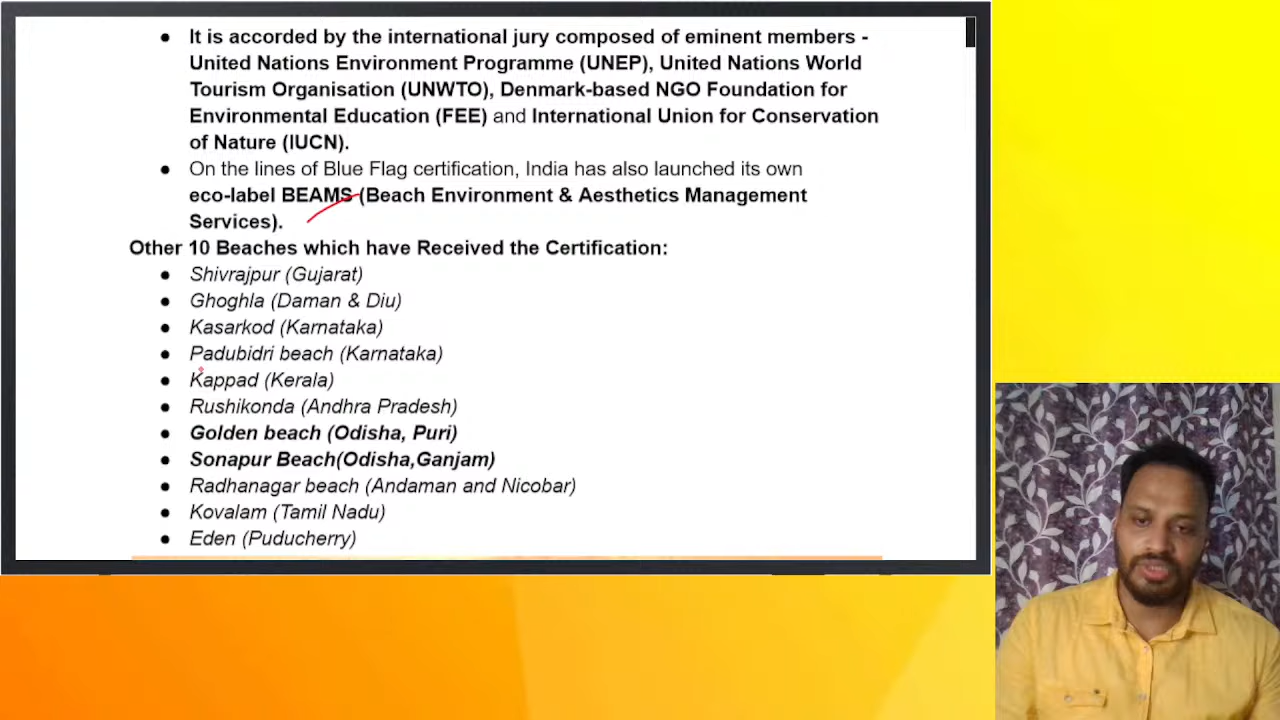 ● It is accorded by the international jury composed of eminent members -
United Nations Environment Programme (UNEP), United Nations World
Tourism Organisation (UNWTO), Denmark-based NGO Foundation for
Environmental Education (FEE) and International Union for Conservation
of Nature (IUCN).
● On the lines of Blue Flag certification, India has also launched its own
eco-label BEAMS (Beach Environment & Aesthetics Management
Services).
Other 10 Beaches which have Received the Certification:
● Shivrajpur (Gujarat)
● Ghoghla (Daman & Diu)
● Kasarkod (Karnataka)
● Padubidri beach (Karnataka)
● Kappad (Kerala)
● Rushikonda (Andhra Pradesh)
● Golden beach (Odisha, Puri)
● Sonapur Beach(Odisha,Ganjam)
● Radhanagar beach (Andaman and Nicobar)
● Kovalam (Tamil Nadu)
● Eden (Puducherry)